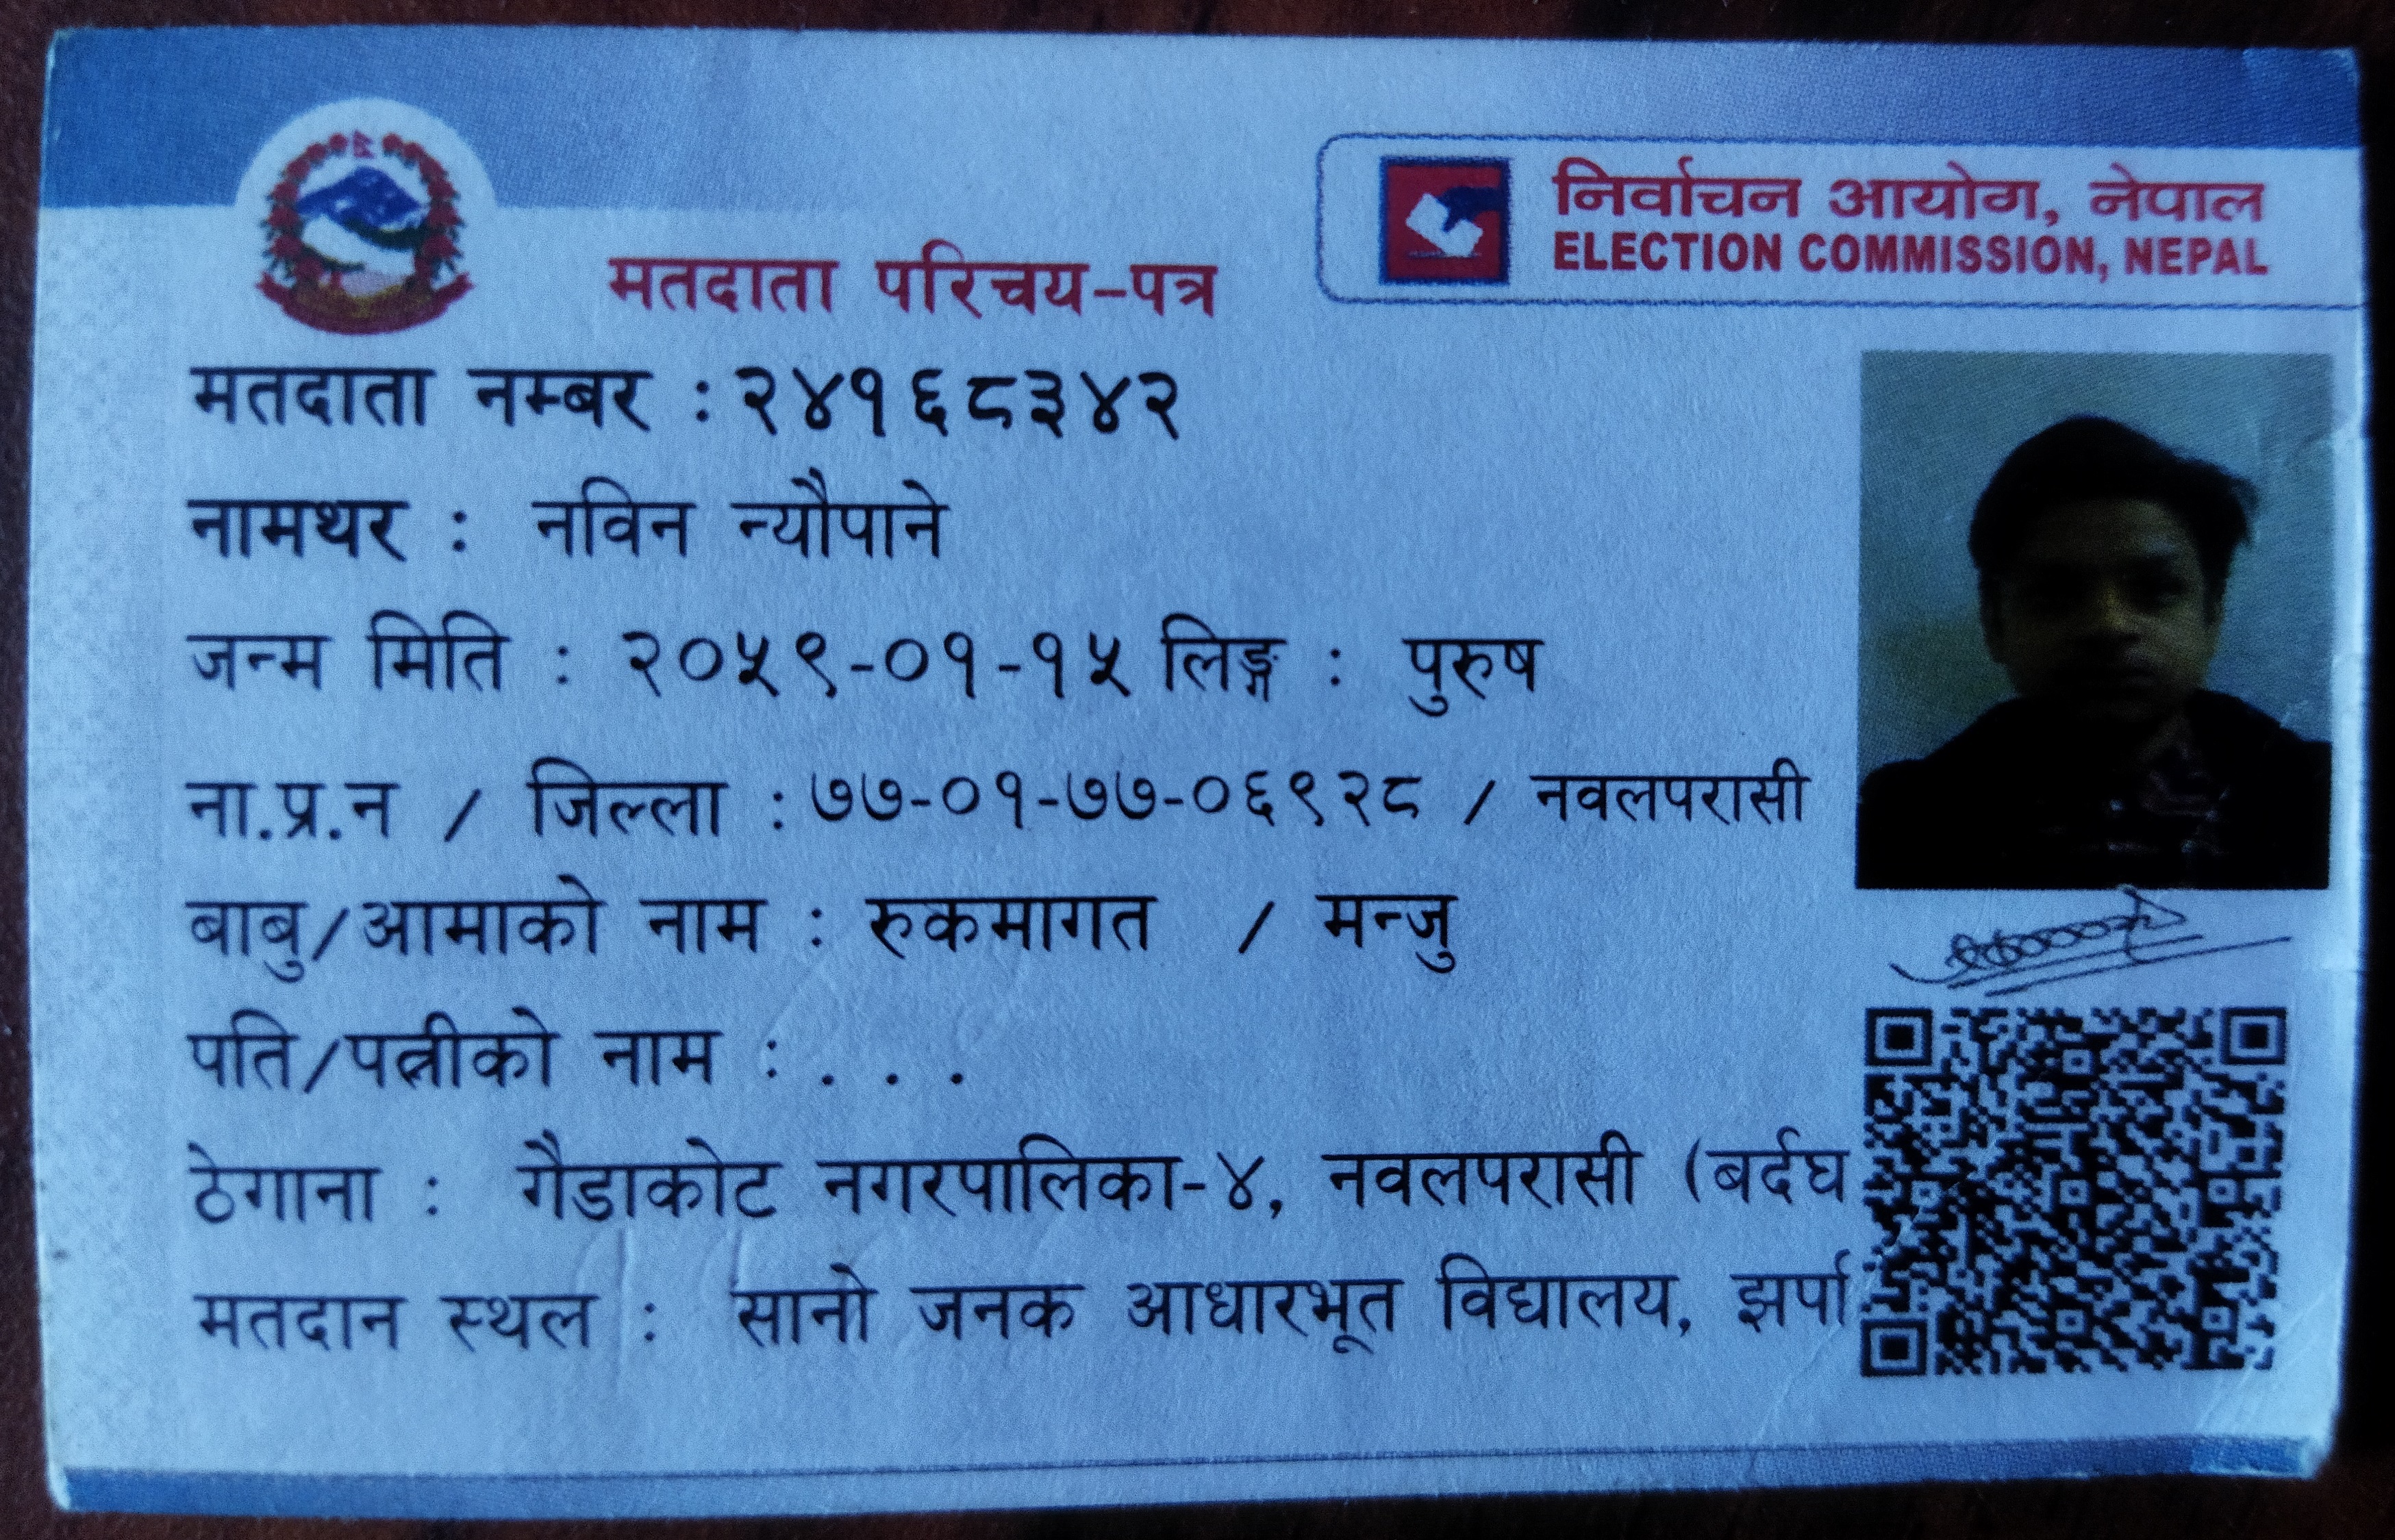 निर्वाचन आयोग, नेपाल
ELECTION COMMISSION, NEPAL
मतदाता परिचय-पत्र
मतदाता नम्बर : २४१६८३४२
नामथर : नविन न्यौपाने
जन्म मिति : २०५९-०१-१५ लिङ्ग : पुरुष
ना.प्र.न / जिल्ला : ७७-०१-७७-०६९२८ / नवलपरासी
बाबु/आमाको नाम : रुकमागत / मन्जु
पति/पत्नीको नाम : . . .
ठेगाना : गैडाकोट नगरपालिका-४, नवलपरासी (बर्दघ
मतदान स्थल : सानो जनक आधारभूत विद्यालय, झर्पा